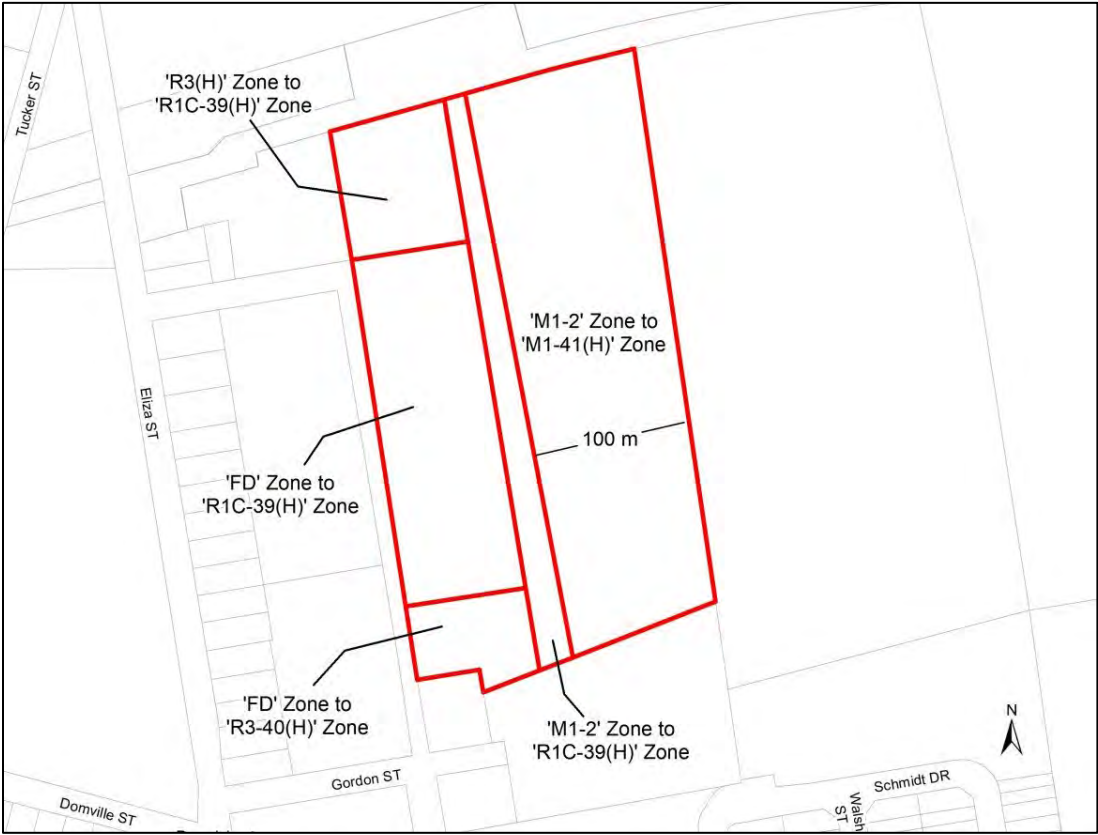 Tucker ST
'R3(H)' Zone to
'R1C-39(H)' Zone
'M1-2' Zone to
'M1-41(H)' Zone
Eliza ST
100 m
'FD' Zone to
'R1C-39(H)' Zone
'FD' Zone to
'R3-40(H)' Zone
'M1-2' Zone to
'R1C-39(H)' Zone
N
Gordon ST
Schmidt DR
Walsh
ST
Domville ST